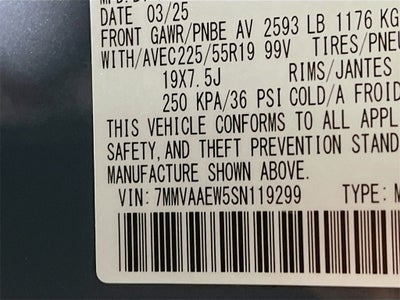 DATE 03/25
FRONT GAWR/PNBE AV 2593 LB 1176 KG
WITH/AVEC225/55R19 99V TIRES/PNEU
19X7.5J RIMS/JANTES
250 KPA/36 PSI COLD/A FROID
THIS VEHICLE CONFORMS TO ALL APPL
SAFETY, AND THEFT PREVENTION STAND
MANUFACTURE SHOWN ABOVE.
VIN: 7MMVAAEW5SN119299 TYPE: M